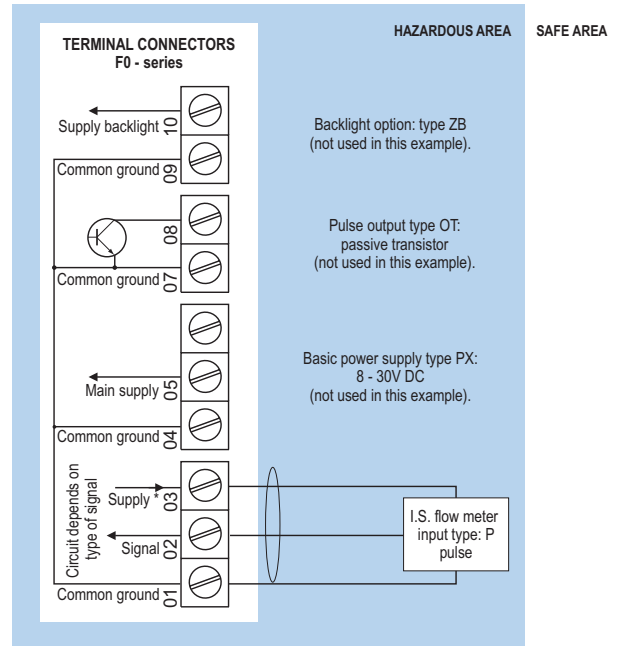 HAZARDOUS AREA
SAFE AREA
TERMINAL CONNECTORS
F0 - series
Supply backlight
10
Common ground
09
Backlight option: type ZB
(not used in this example).
08
Common ground
07
Pulse output type OT:
passive transistor
(not used in this example).
Main supply
05
Common ground
04
Basic power supply type PX:
8 - 30V DC
(not used in this example).
Circuit depends on
type of signal
Supply *
03
Signal
02
Common ground
01
I.S. flow meter
input type: P
pulse